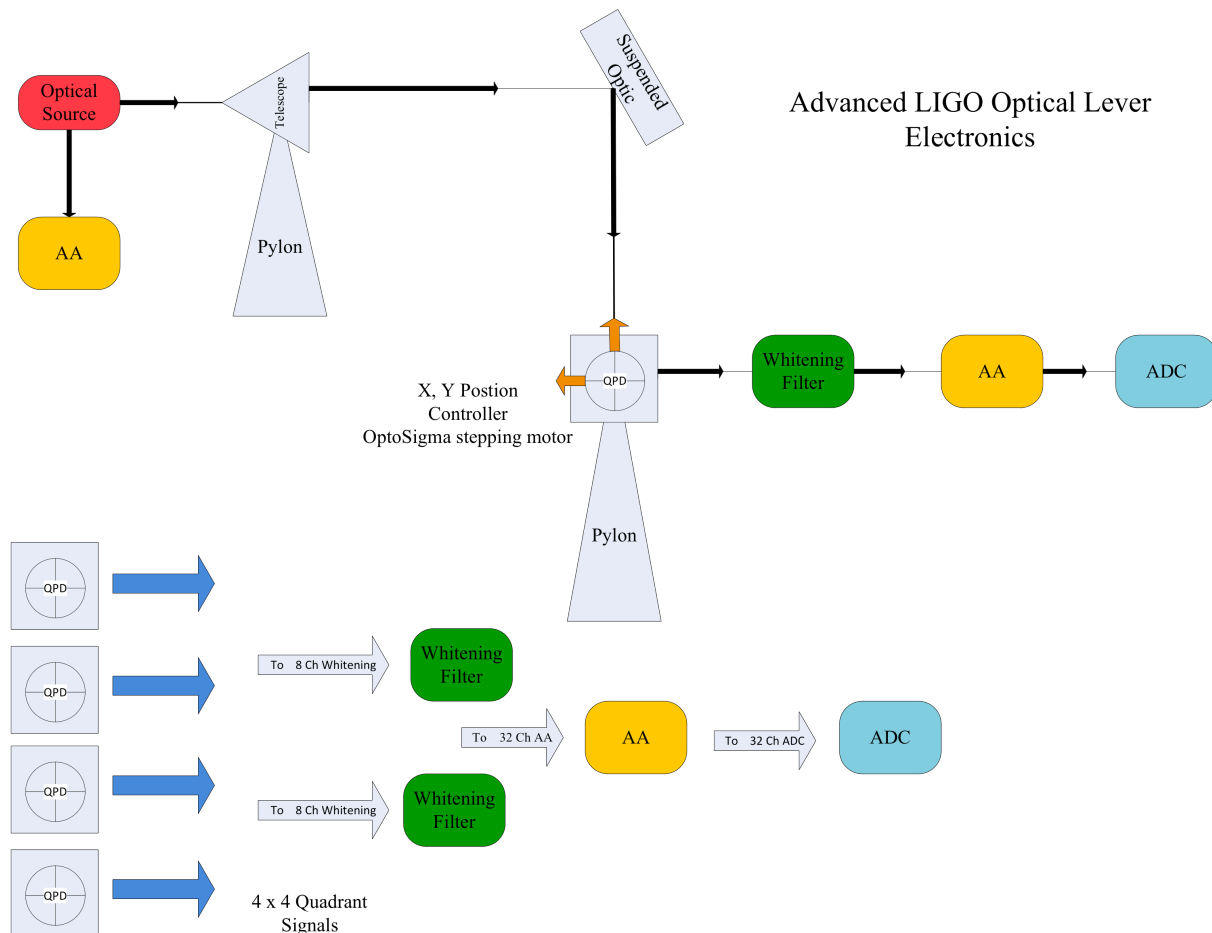 Optical
Source
Telescope
Suspended
Optic
Advanced LIGO Optical Lever
Electronics
AA
Pylon
QPD
Whitening
Filter
AA
ADC
X, Y Postion
Controller
OptoSigma stepping motor
Pylon
QPD
To 8 Ch Whitening
Whitening
Filter
QPD
To 32 Ch AA
AA
To 32 Ch ADC
ADC
QPD
To 8 Ch Whitening
Whitening
Filter
QPD
4 x 4 Quadrant
Signals